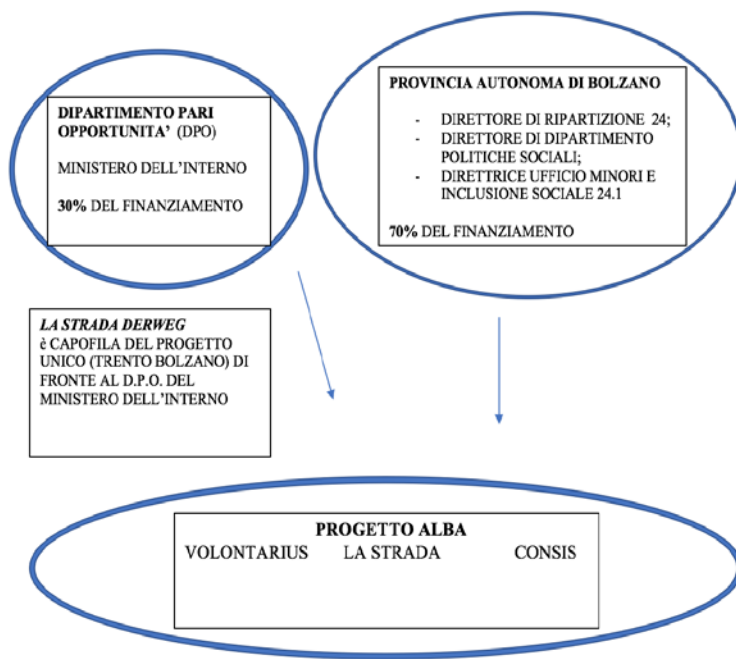 DIPARTIMENTO PARI
OPPORTUNITA' (DPO)
MINISTERO DELL'INTERNO
30% DEL FINANZIAMENTO
PROVINCIA AUTONOMA DI BOLZANO
- DIRETTORE DI RIPARTIZIONE 24;
- DIRETTORE DI DIPARTIMENTO
POLITICHE SOCIALI;
- DIRETTRICE UFFICIO MINORI E
INCLUSIONE SOCIALE 24.1
70% DEL FINANZIAMENTO
LA STRADA DERWEG
è CAPOFILA DEL PROGETTO
UNICO (TRENTO BOLZANO) DI
FRONTE AL D.P.O. DEL
MINISTERO DELL'INTERNO
PROGETTO ALBA
VOLONTARIUS LA STRADA CONSIS